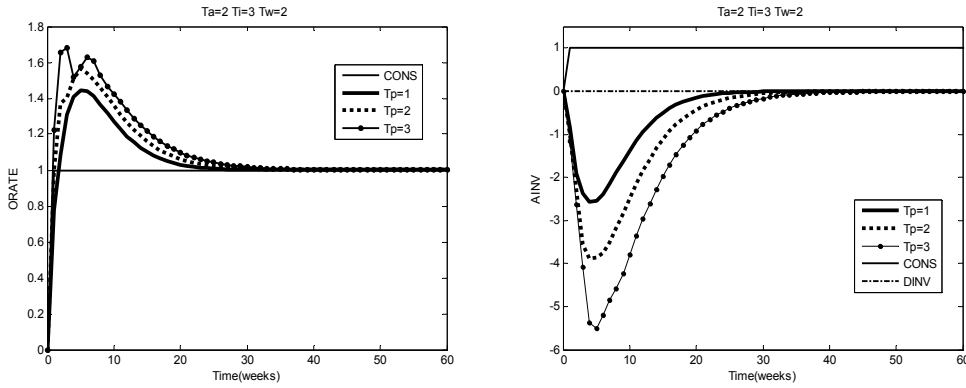 Ta=2 Ti=3 Tw=2
1.8
1.6
1.4
1.2
1
0.8
0.6
0.4
0.2
0
ORATE
CONS
Tp=1
Tp=2
Tp=3
0 10 20 30 40 50 60
Time(weeks)
Ta=2 Ti=3 Tw=2
1
0
-1
-2
-3
-4
-5
-6
AINV
Tp=1
Tp=2
Tp=3
CONS
DINV
0 10 20 30 40 50 60
Time(weeks)